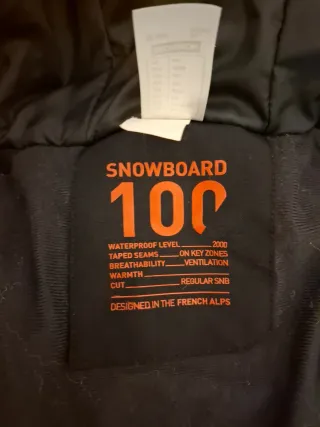 SNOWBOARD
100
WATERPROOF LEVEL 2000
TAPED SEAMS ON KEY ZONES
BREATHABILITY VENTILATION
WARMTH
CUT REGULAR SNB
DESIGNED IN THE FRENCH ALPS